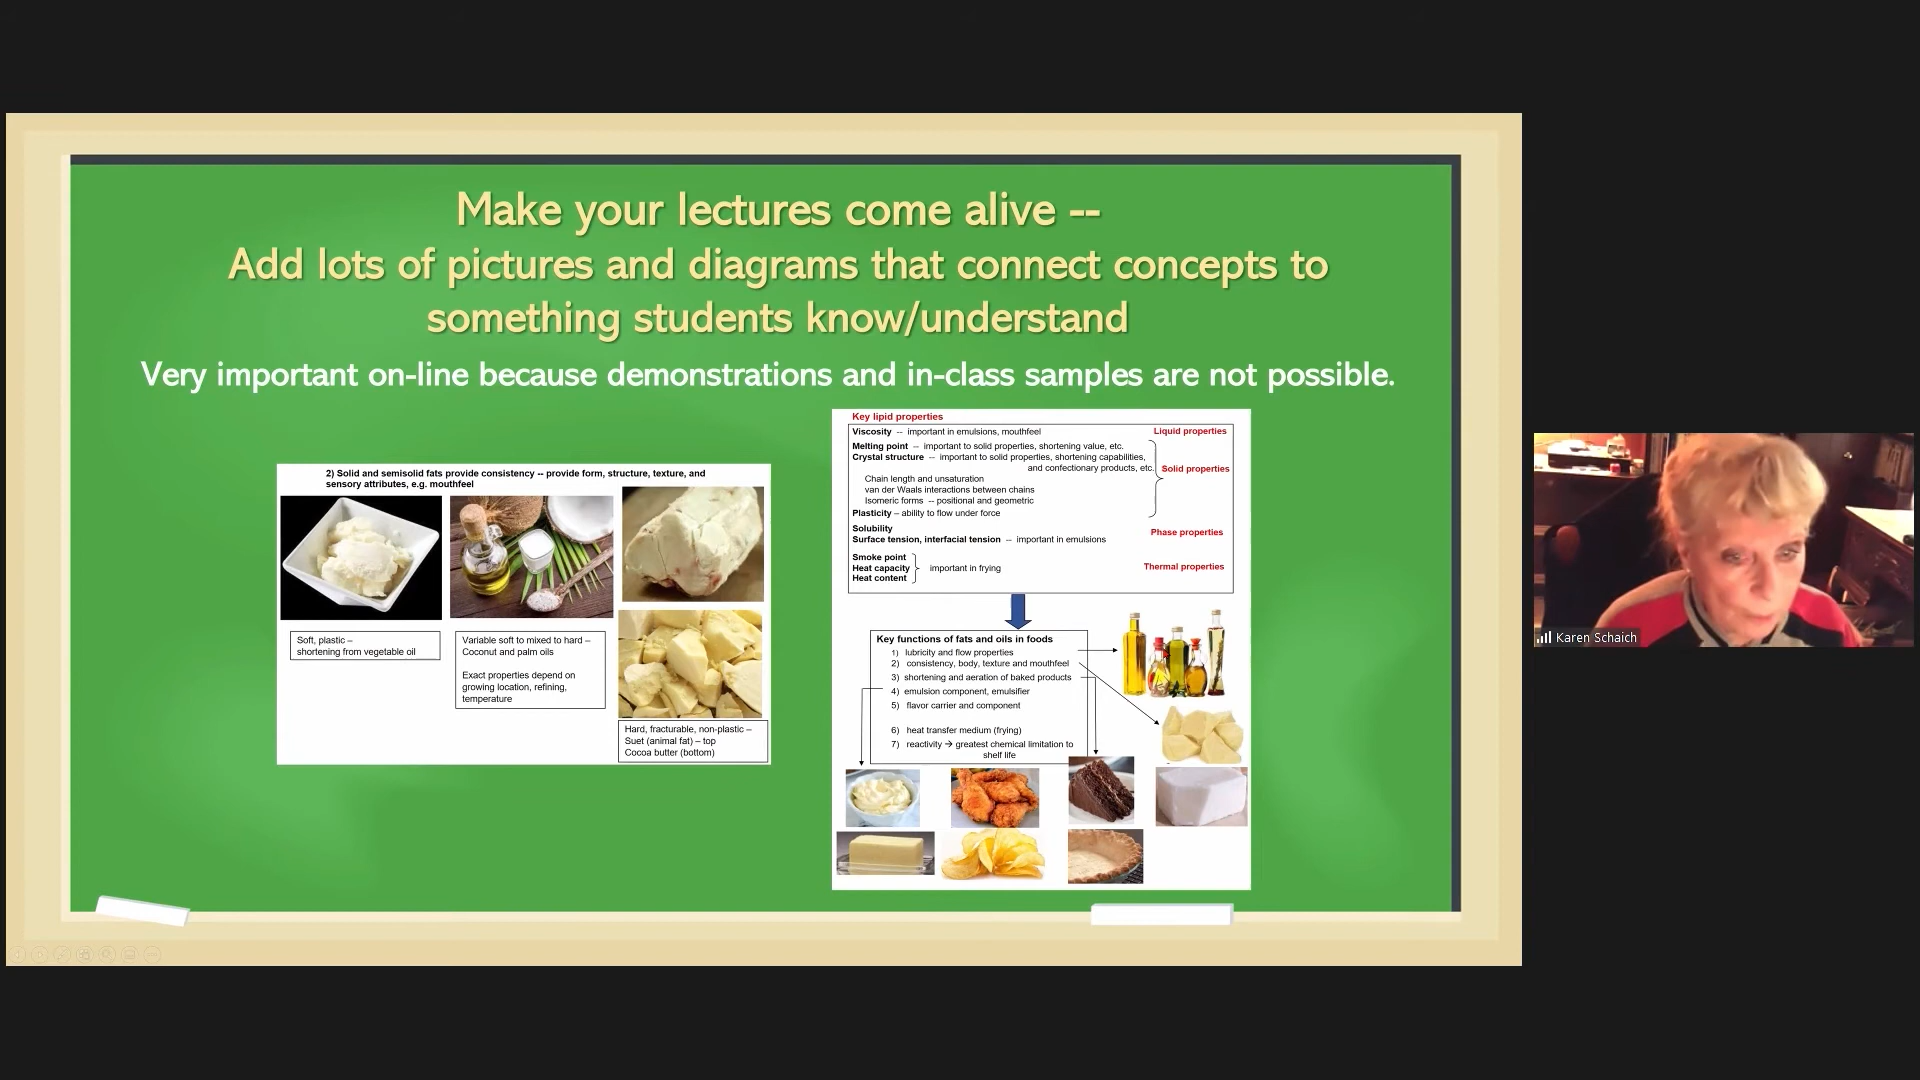 Make your lectures come alive --
Add lots of pictures and diagrams that connect concepts to
something students know/understand
Very important on-line because demonstrations and in-class samples are not possible.
2) Solid and semisolid fats provide consistency -- provide form, structure, texture, and
sensory attributes, e.g. mouthfeel
Soft, plastic –
shortening from vegetable oil
Variable soft to mixed to hard –
Coconut and palm oils
Exact properties depend on
growing location, refining,
temperature
Hard, fracturable, non-plastic –
Suet (animal fat) – top
Cocoa butter (bottom)
Key lipid properties
Viscosity -- important in emulsions, mouthfeel
Liquid properties
Melting point -- important to solid properties, shortening value, etc.
Crystal structure -- important to solid properties, shortening capabilities,
and confectionary products, etc.
Solid properties
Chain length and unsaturation
van der Waals interactions between chains
Isomeric forms -- positional and geometric
Plasticity – ability to flow under force
Solubility
Phase properties
Surface tension, interfacial tension -- important in emulsions
Smoke point
Heat capacity
important in frying
Thermal properties
Heat content
Key functions of fats and oils in foods
1) lubricity and flow properties
2) consistency, body, texture and mouthfeel
3) shortening and aeration of baked products
4) emulsion component, emulsifier
5) flavor carrier and component
6) heat transfer medium (frying)
7) reactivity → greatest chemical limitation to
shelf life
Karen Schaich